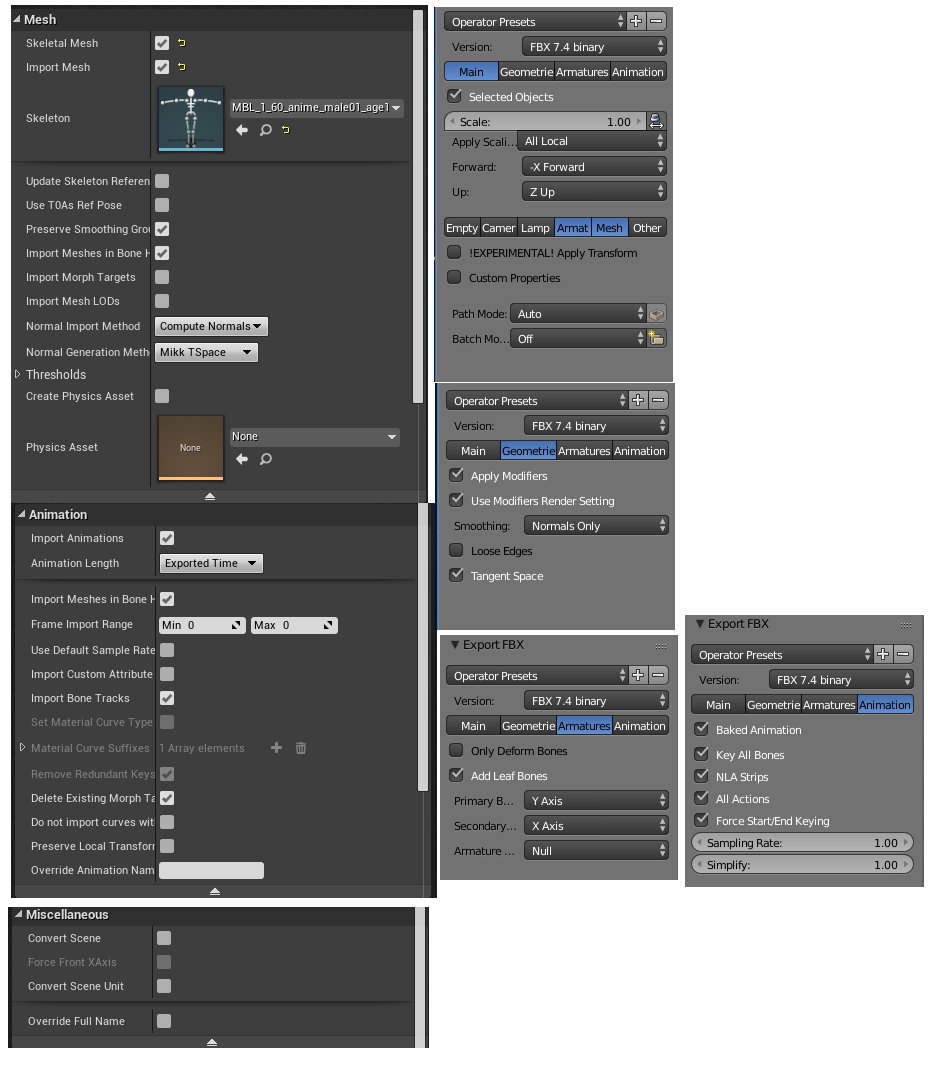 Mesh
Skeletal Mesh
Import Mesh
Skeleton
MBL_1_60_anime_male01_age1
Update Skeleton Referen
Use T0As Ref Pose
Preserve Smoothing Grou
Import Meshes in Bone H
Import Morph Targets
Import Mesh LODs
Normal Import Method Compute Normals
Normal Generation Meth Mikk TSpace
Thresholds
Create Physics Asset
Physics Asset
None
None
Animation
Import Animations
Animation Length Exported Time
Import Meshes in Bone H
Frame Import Range Min 0 Max 0
Use Default Sample Rate
Import Custom Attribute
Import Bone Tracks
Set Material Curve Type
Material Curve Suffixes 1 Array elements
Remove Redundant Keys
Delete Existing Morph Ta
Do not import curves wit
Preserve Local Transforr
Override Animation Nam
Miscellaneous
Convert Scene
Force Front XAxis
Convert Scene Unit
Override Full Name
Operator Presets
Version: FBX 7.4 binary
Main Geometrie Armatures Animation
Selected Objects
Scale: 1.00
Apply Scali... All Local
Forward: -X Forward
Up: Z Up
Empty Camer Lamp Armat Mesh Other
!EXPERIMENTAL! Apply Transform
Custom Properties
Path Mode: Auto
Batch Mo... Off
Operator Presets
Version: FBX 7.4 binary
Main Geometrie Armatures Animation
Apply Modifiers
Use Modifiers Render Setting
Smoothing: Normals Only
Loose Edges
Tangent Space
Export FBX
Operator Presets
Version: FBX 7.4 binary
Main Geometrie Armatures Animation
Only Deform Bones
Add Leaf Bones
Primary B... Y Axis
Secondary... X Axis
Armature ... Null
Export FBX
Operator Presets
Version: FBX 7.4 binary
Main Geometrie Armatures Animation
Baked Animation
Key All Bones
NLA Strips
All Actions
Force Start/End Keying
Sampling Rate: 1.00
Simplify: 1.00